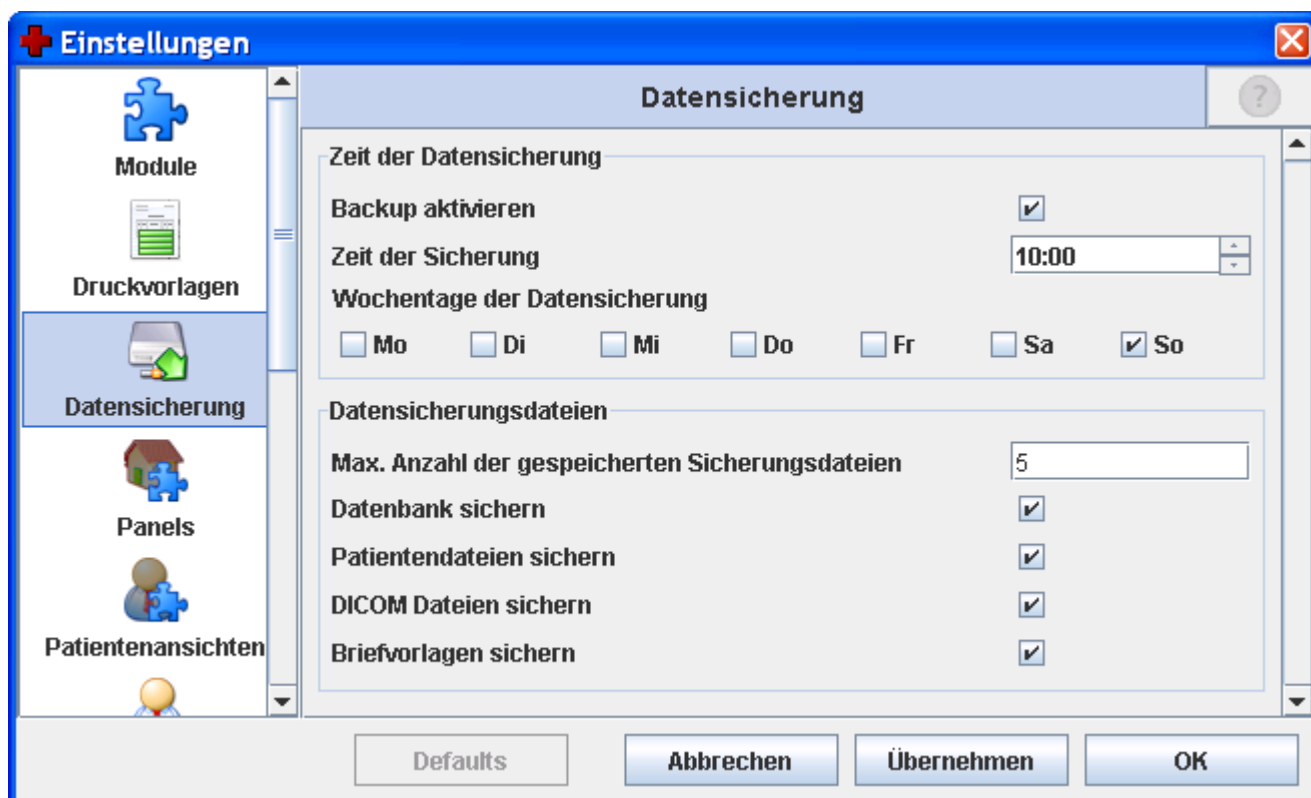 Einstellungen
Module
Druckvorlagen
Datensicherung
Panels
Patientenansichten
Datensicherung
?
Zeit der Datensicherung
Backup aktivieren
Zeit der Sicherung 10:00
Wochentage der Datensicherung
Mo Di Mi Do Fr Sa So
Datensicherungsdateien
Max. Anzahl der gespeicherten Sicherungsdateien 5
Datenbank sichern
Patientendateien sichern
DICOM Dateien sichern
Briefvorlagen sichern
Defaults Abbrechen Übernehmen OK